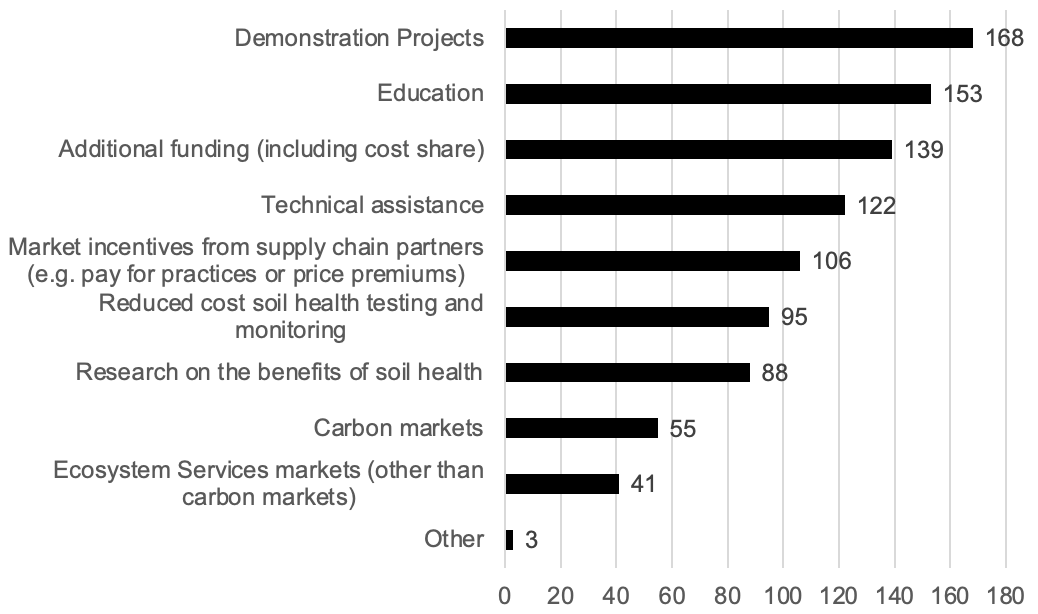 Demonstration Projects 168
Education 153
Additional funding (including cost share) 139
Technical assistance 122
Market incentives from supply chain partners
(e.g. pay for practices or price premiums) 106
Reduced cost soil health testing and
monitoring 95
Research on the benefits of soil health 88
Carbon markets 55
Ecosystem Services markets (other than
carbon markets) 41
Other 3
0 20 40 60 80 100 120 140 160 180